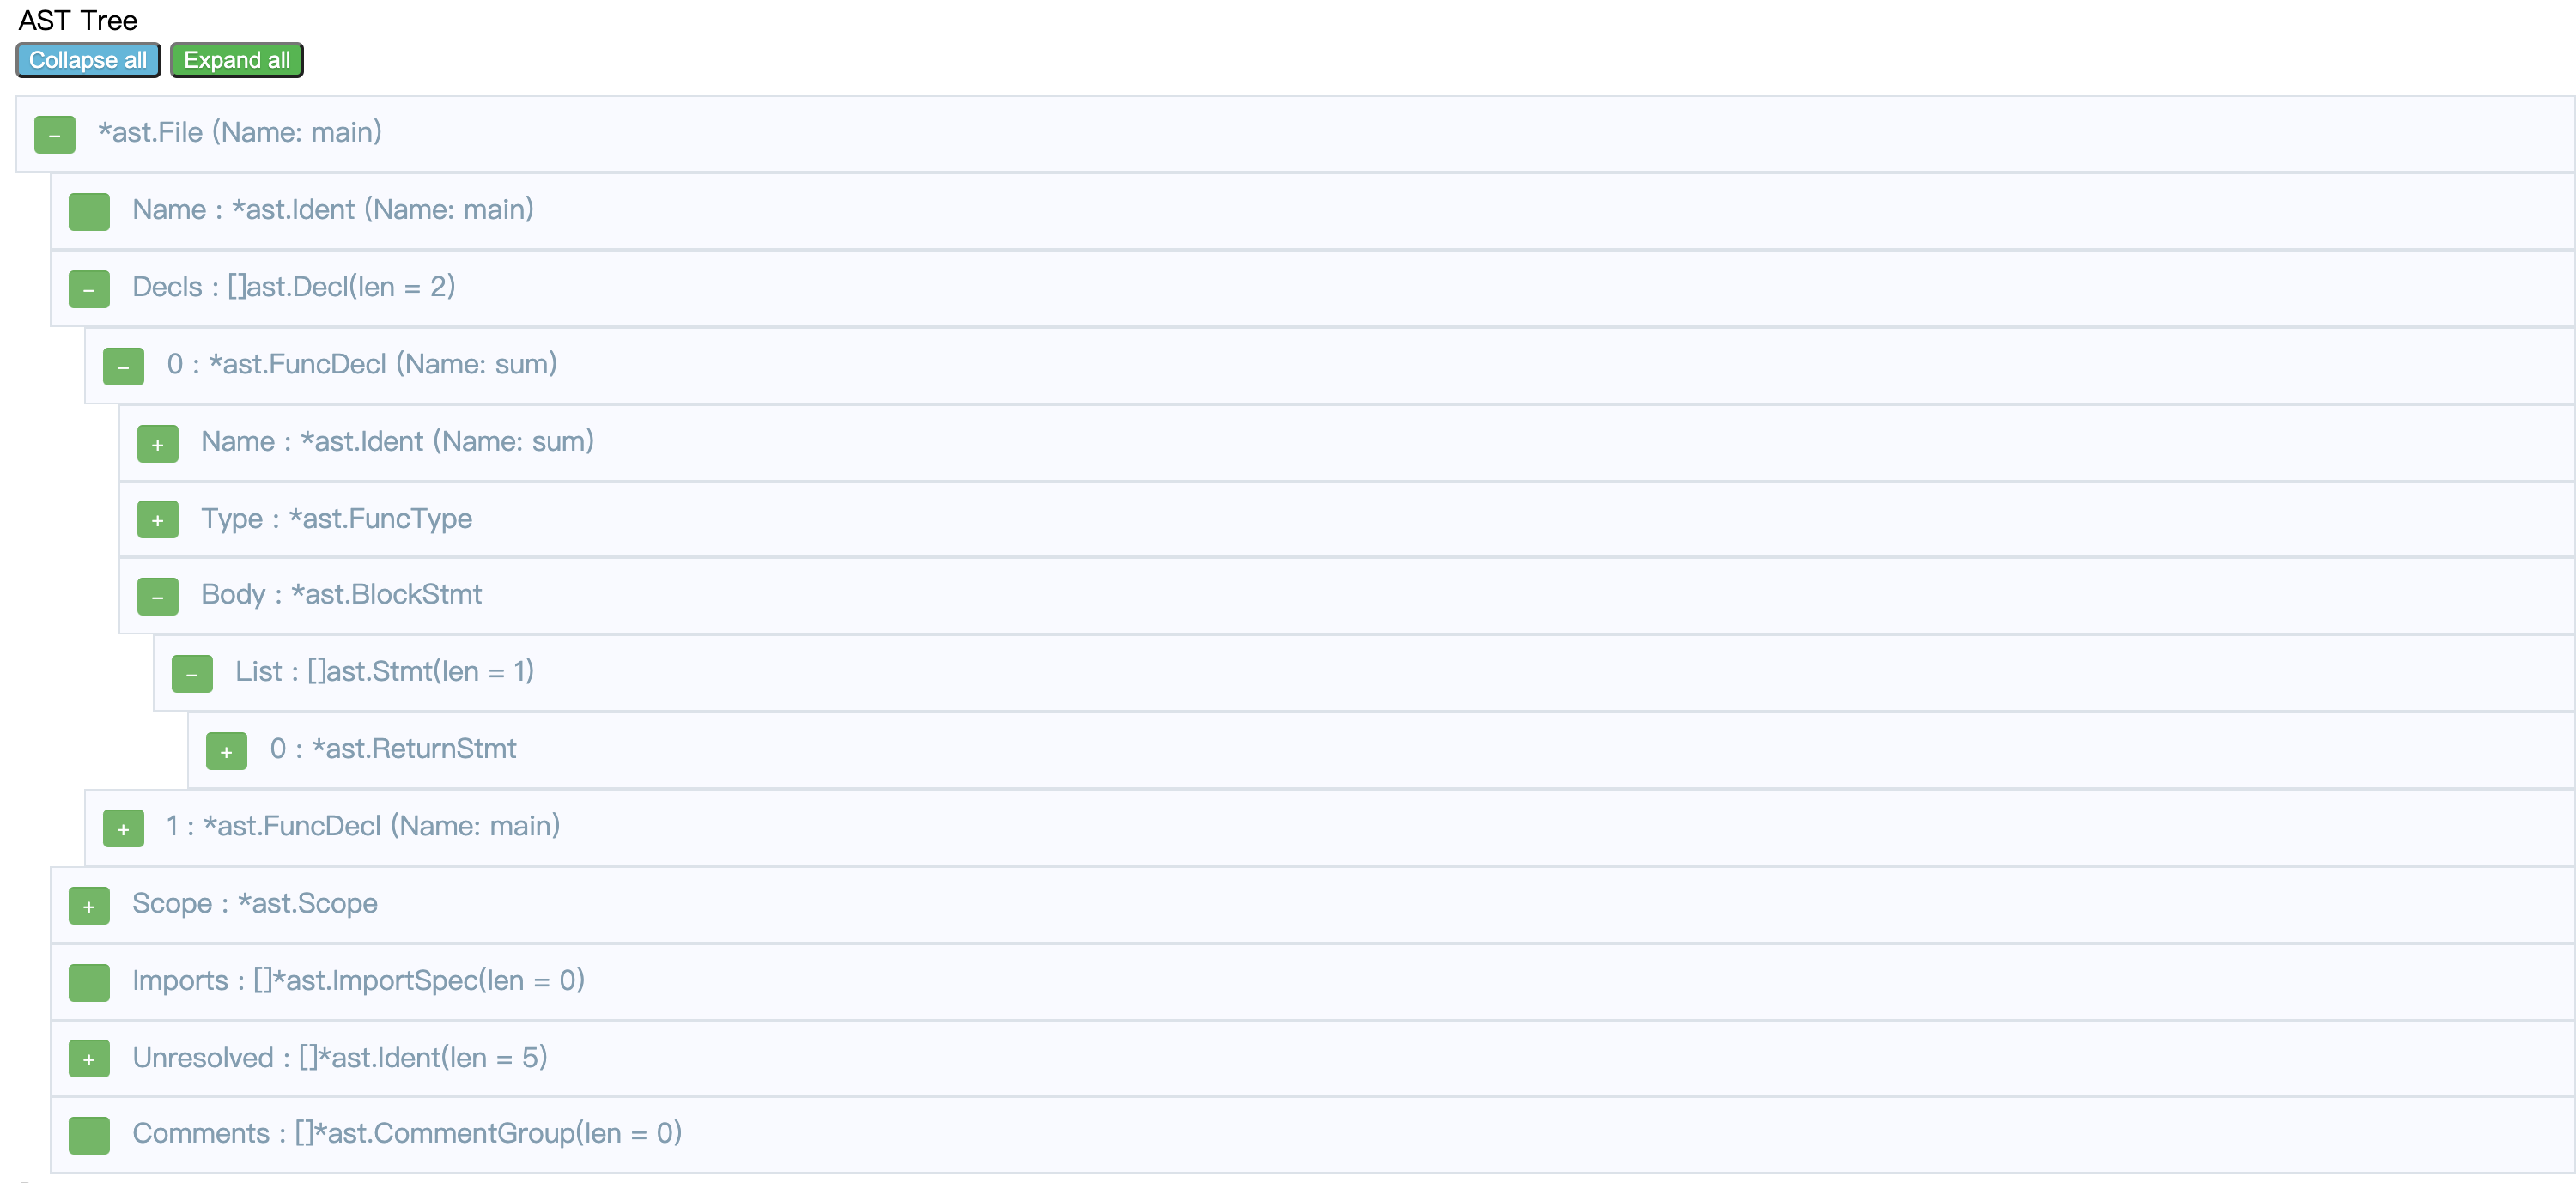 AST Tree
Collapse all Expand all
– *ast.File (Name: main)
Name : *ast.Ident (Name: main)
– Decls : []ast.Decl(len = 2)
– 0 : *ast.FuncDecl (Name: sum)
+ Name : *ast.Ident (Name: sum)
+ Type : *ast.FuncType
– Body : *ast.BlockStmt
– List : []ast.Stmt(len = 1)
+ 0 : *ast.ReturnStmt
+ 1 : *ast.FuncDecl (Name: main)
+ Scope : *ast.Scope
Imports : []*ast.ImportSpec(len = 0)
+ Unresolved : []*ast.Ident(len = 5)
Comments : []*ast.CommentGroup(len = 0)